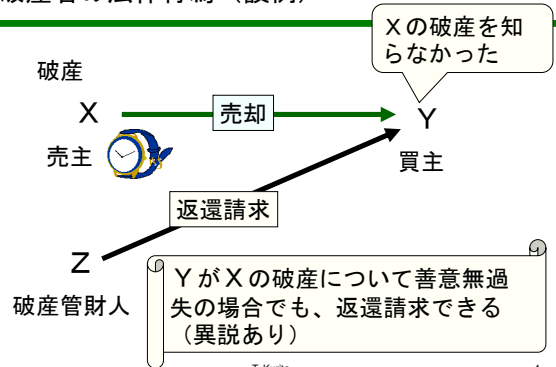 破産者の法律行為（設例）
Xの破産を知
らなかった
破産
X
売却
Y
売主
買主
返還請求
Z
破産管財人
YがXの破産について善意無過
失の場合でも、返還請求できる
（異説あり）